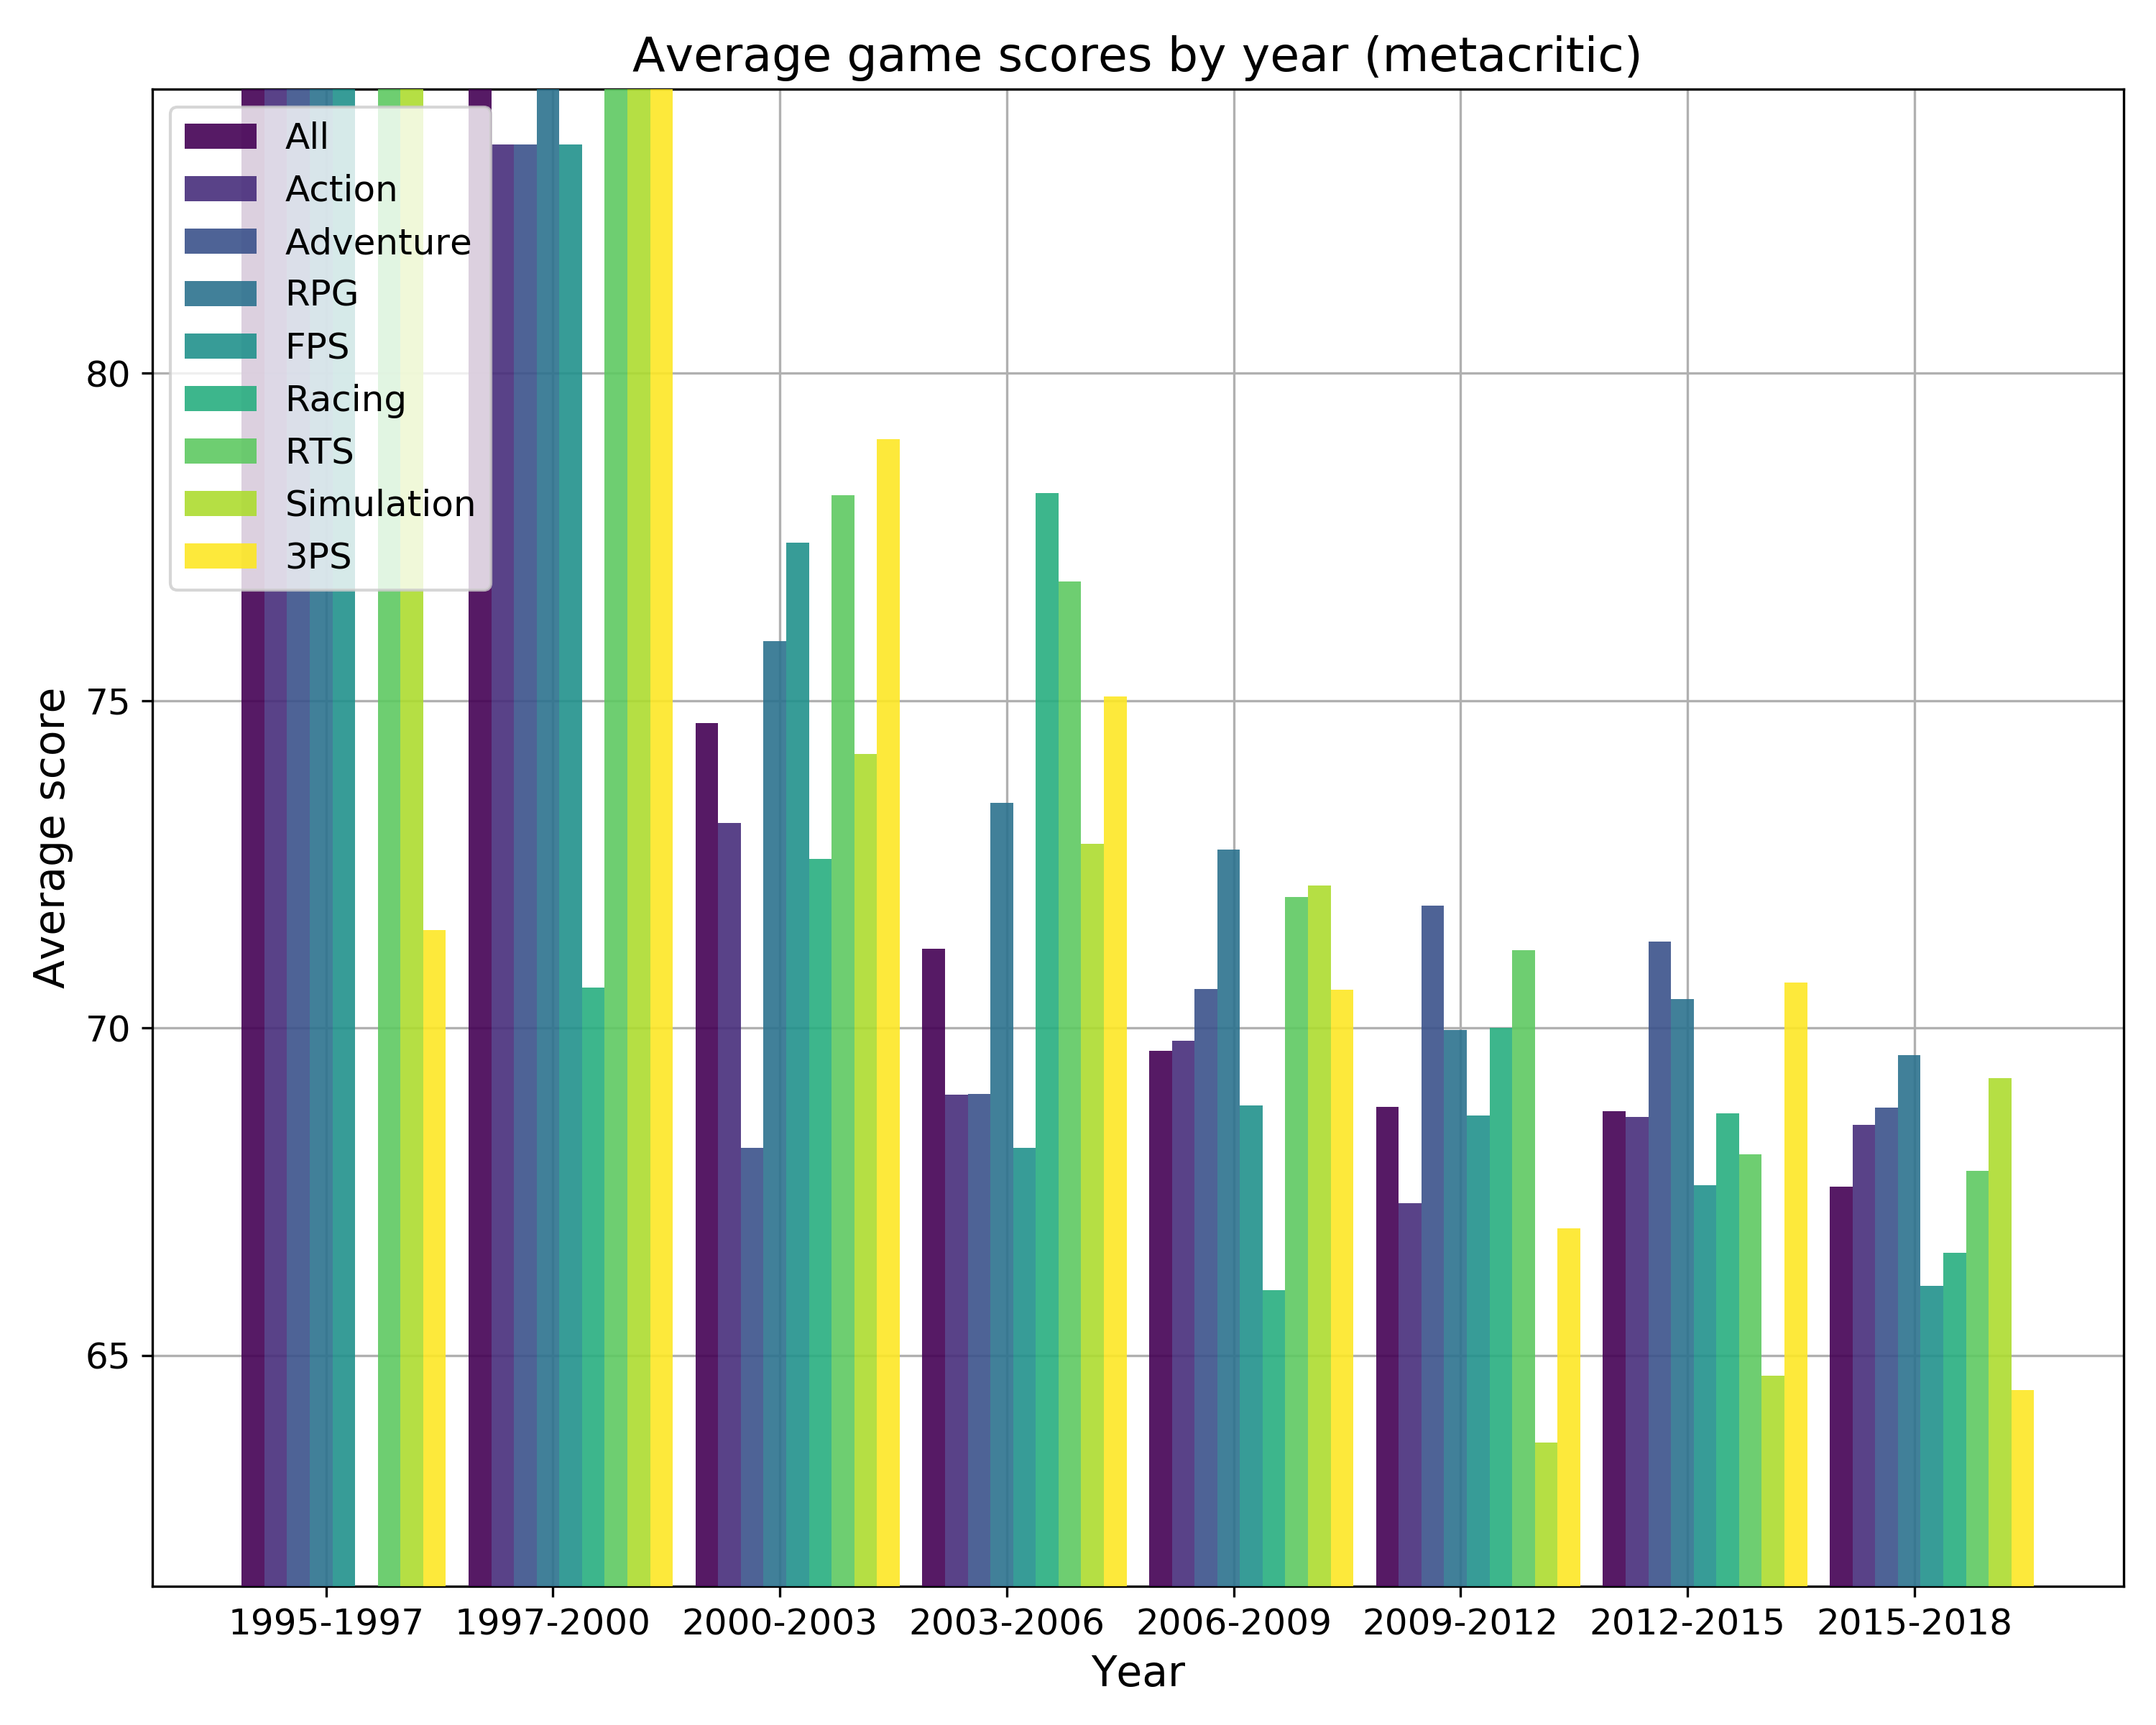 Average game scores by year (metacritic)
All
Action
Adventure
RPG
FPS
Racing
RTS
Simulation
3PS
80
75
70
65
Average score
1995-1997 1997-2000 2000-2003 2003-2006 2006-2009 2009-2012 2012-2015 2015-2018
Year